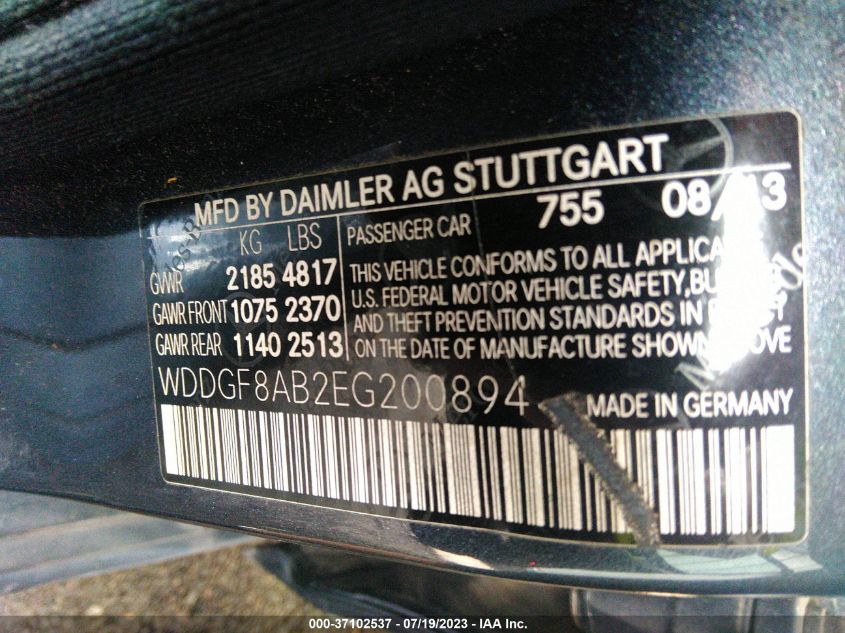 MFD BY DAIMLER AG STUTTGART
KG LBS
GVWR 2185 4817
GAWR FRONT 1075 2370
GAWR REAR 1140 2513
PASSENGER CAR 755 08/13
THIS VEHICLE CONFORMS TO ALL
U.S. FEDERAL MOTOR VEHICLE SAFETY,
AND THEFT PREVENTION STANDARDS IN
ON THE DATE OF MANUFACTURE SHOWN
WDDGF8AB2EG200894
MADE IN GERMANY
000-37102537 - 07/19/2023 - IAA Inc.